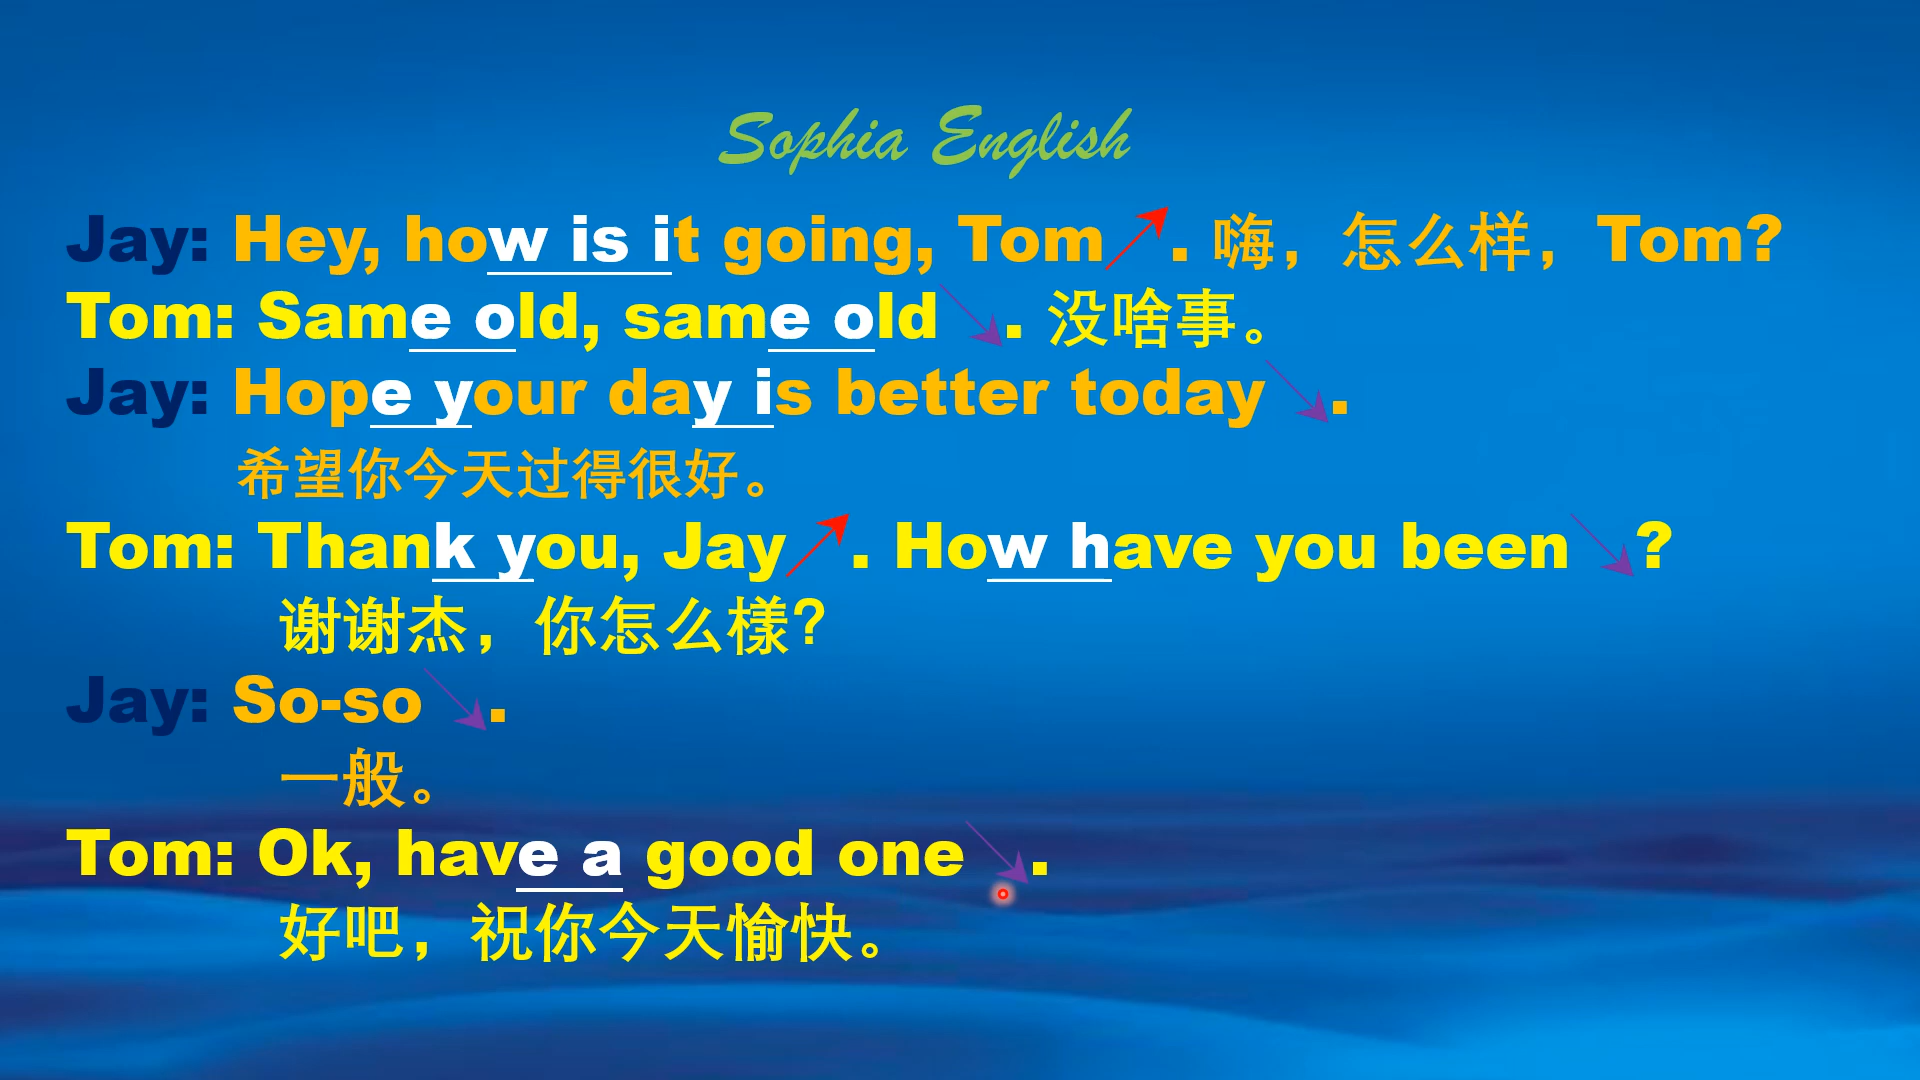 Sophia English
Jay: Hey, how is it going, Tom. 嗨，怎么样，Tom?
Tom: Same old, same old. 没啥事。
Jay: Hope your day is better today.
希望你今天过得很好。
Tom: Thank you, Jay. How have you been?
谢谢杰，你怎么樣?
Jay: So-so.
一般。
Tom: Ok, have a good one.
好吧，祝你今天愉快。